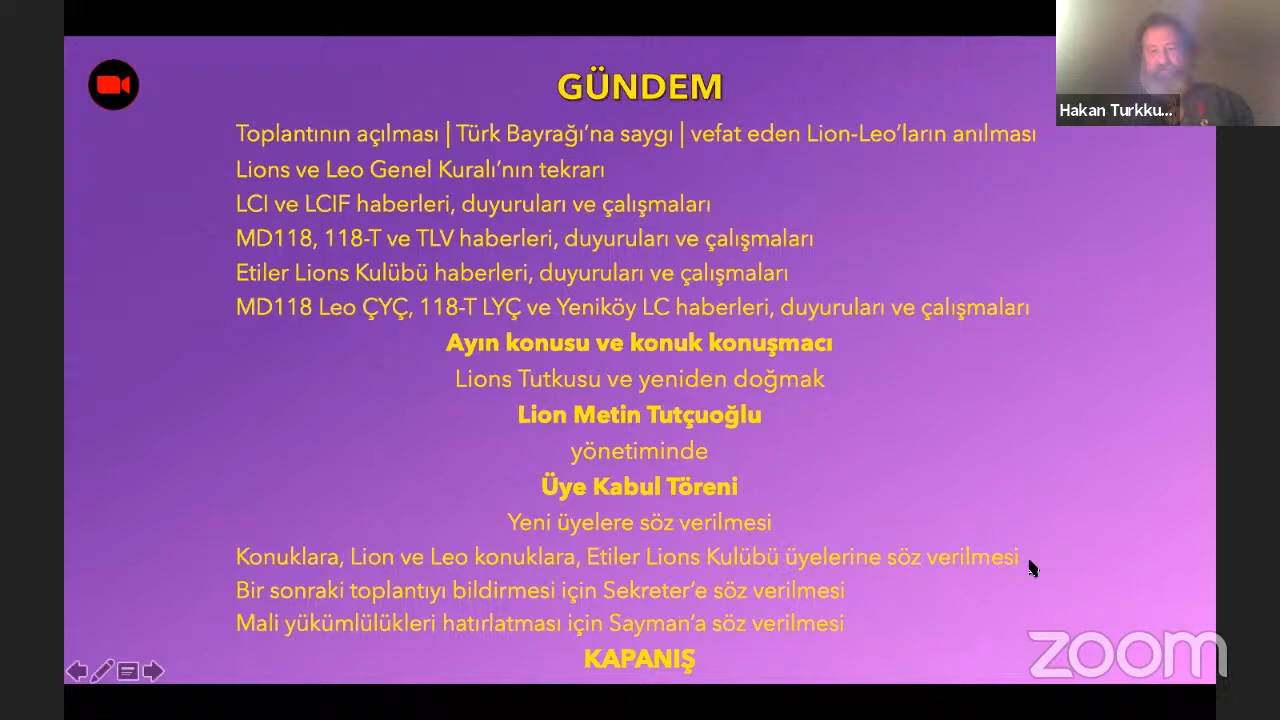 GÜNDEM
Toplantının açılması | Türk Bayrağı'na saygı | vefat eden Lion-Leo'ların anılması
Lions ve Leo Genel Kuralı'nın tekrarı
LCI ve LCIF haberleri, duyuruları ve çalışmaları
MD118, 118-T ve TLV haberleri, duyuruları ve çalışmaları
Etiler Lions Kulübü haberleri, duyuruları ve çalışmaları
MD118 Leo ÇYÇ, 118-T LYÇ ve Yeniköy LC haberleri, duyuruları ve çalışmaları
Ayın konusu ve konuk konuşmacı
Lions Tutkusu ve yeniden doğmak
Lion Metin Tutçuoğlu
yönetiminde
Üye Kabul Töreni
Yeni üyelere söz verilmesi
Konuklara, Lion ve Leo konuklara, Etiler Lions Kulübü üyelerine söz verilmesi
Bir sonraki toplantıyı bildirmesi için Sekreter'e söz verilmesi
Mali yükümlülükleri hatırlatması için Sayman'a söz verilmesi
KAPANIŞ
Hakan Turkku...
zoom